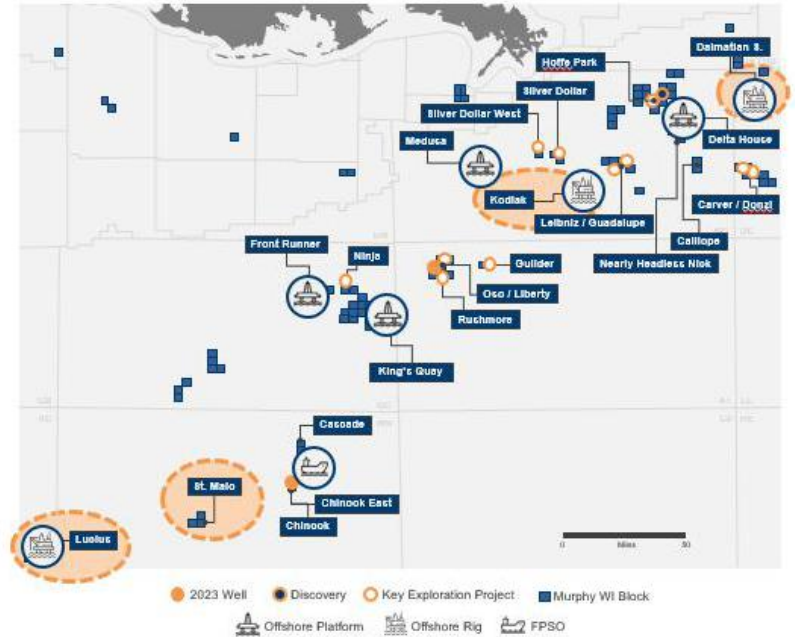 Dalmatian S.
Hoffe Park
Silver Dollar
Silver Dollar West
Medusa
Delta House
Kodiak
Carver / Donzi
Leibniz / Guadalupe
Calliope
Front Runner
Ninja
Guilder
Nearly Headless Nick
Oso / Liberty
Rushmore
King's Quay
Cascade
St. Malo
Chinook East
Chinook
Lucius
0 50
Miles
2023 Well Discovery Key Exploration Project Murphy WI Block
Offshore Platform Offshore Rig FPSO